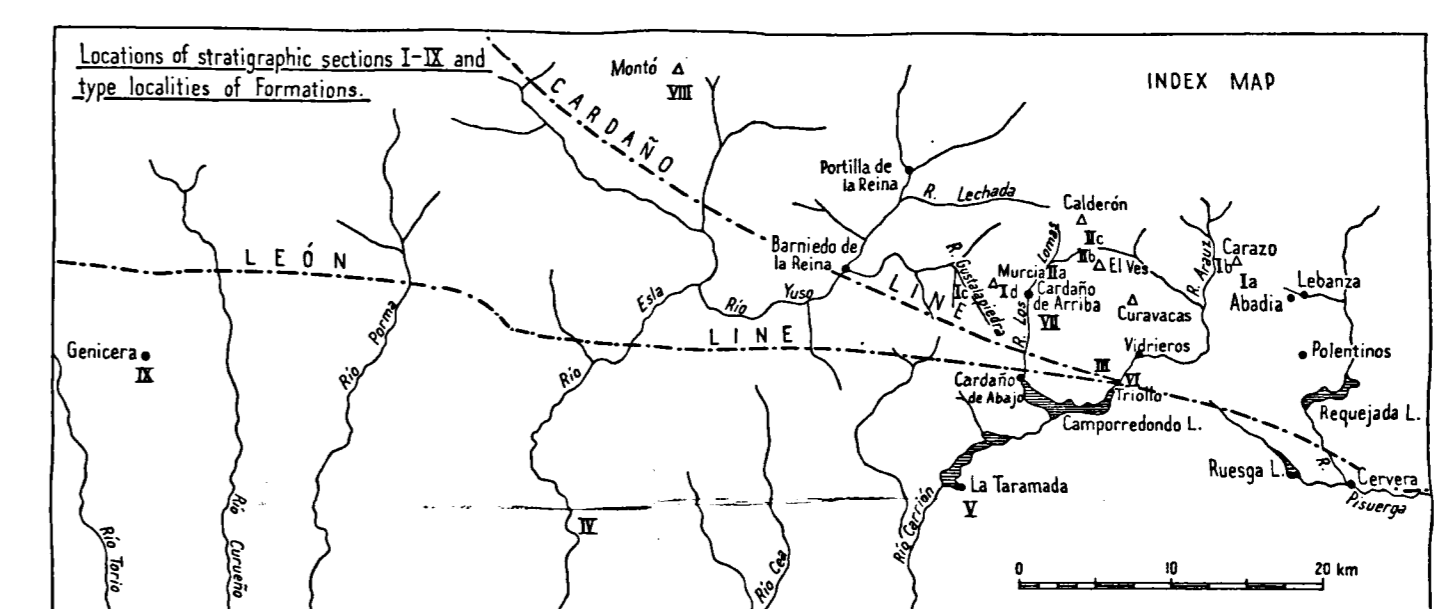 Locations of stratigraphic sections I-IX and
type localities of Formations.
INDEX MAP
Montó
VIII
CARDAÑO
LINE
Portilla de
la Reina
R. Lechada
Calderón
IIc
IIb
El Ves
R. Arauz
Ib
Carazo
Ia
Abadia
Lebanza
LEÓN
LINE
Barniedo de
la Reina
R. Gustalapiedra
Ic
Murcia
Id
IIa
R. Los Lomas
Cardaño
de Arriba
VII
Curavacas
Esla
Río
Yuso
Río
Porma
Río
Genicera
IX
Vidrieros
Polentinos
III
VI
Triollo
Cardaño
de Abajo
Camporredondo L.
Requejada L.
Ruesga L.
R.
Pisuerga
Cervera
La Taramada
V
IV
Río Torio
Río Curueño
Río Cea
Río Carrión
0 10 20 km